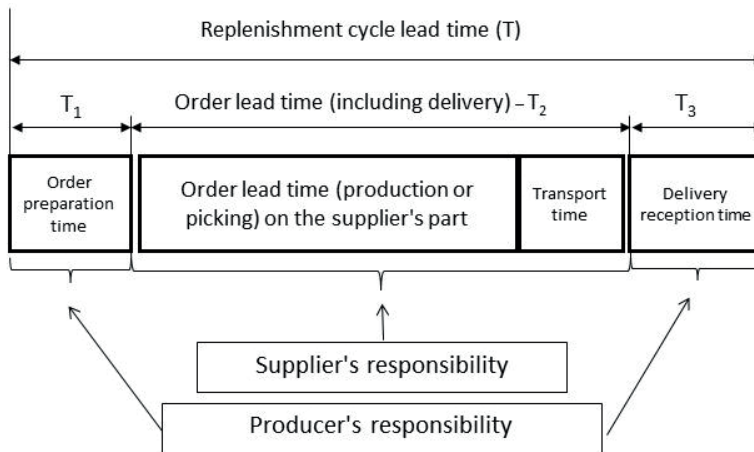 Replenishment cycle lead time (T)
T₁
Order lead time (including delivery) – T₂
T₃
Order
preparation
time
Order lead time (production or
picking) on the supplier's part
Transport
time
Delivery
reception time
Supplier's responsibility
Producer's responsibility